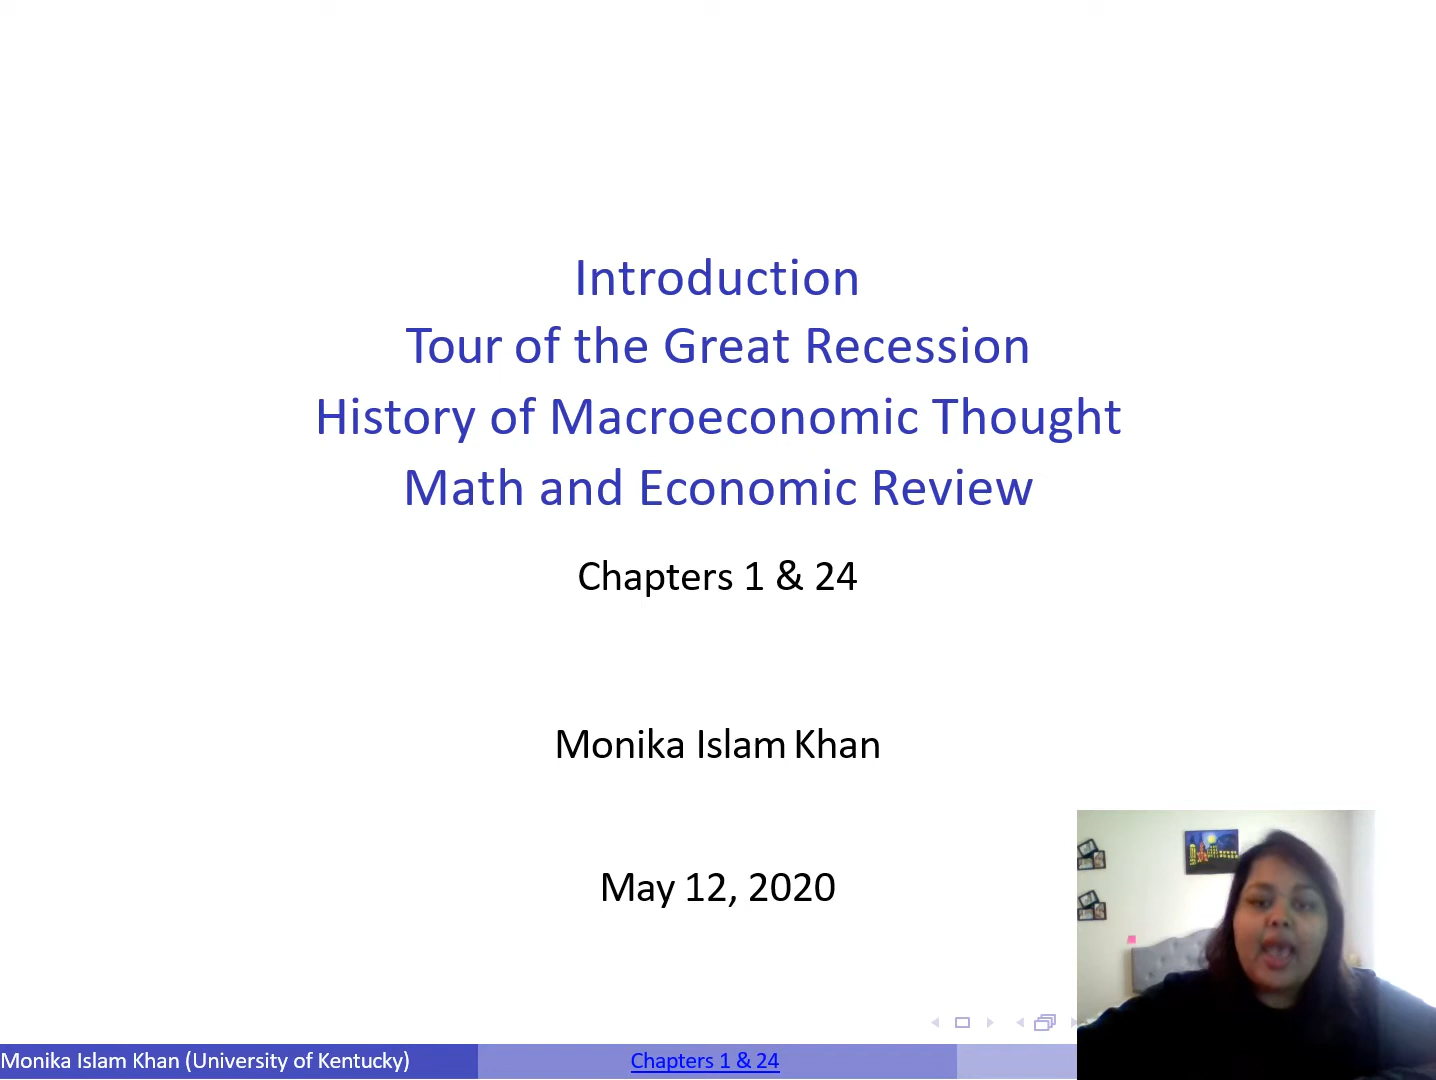 Introduction
Tour of the Great Recession
History of Macroeconomic Thought
Math and Economic Review
Chapters 1 & 24
Monika Islam Khan
May 12, 2020
Monika Islam Khan (University of Kentucky)
Chapters 1 & 24